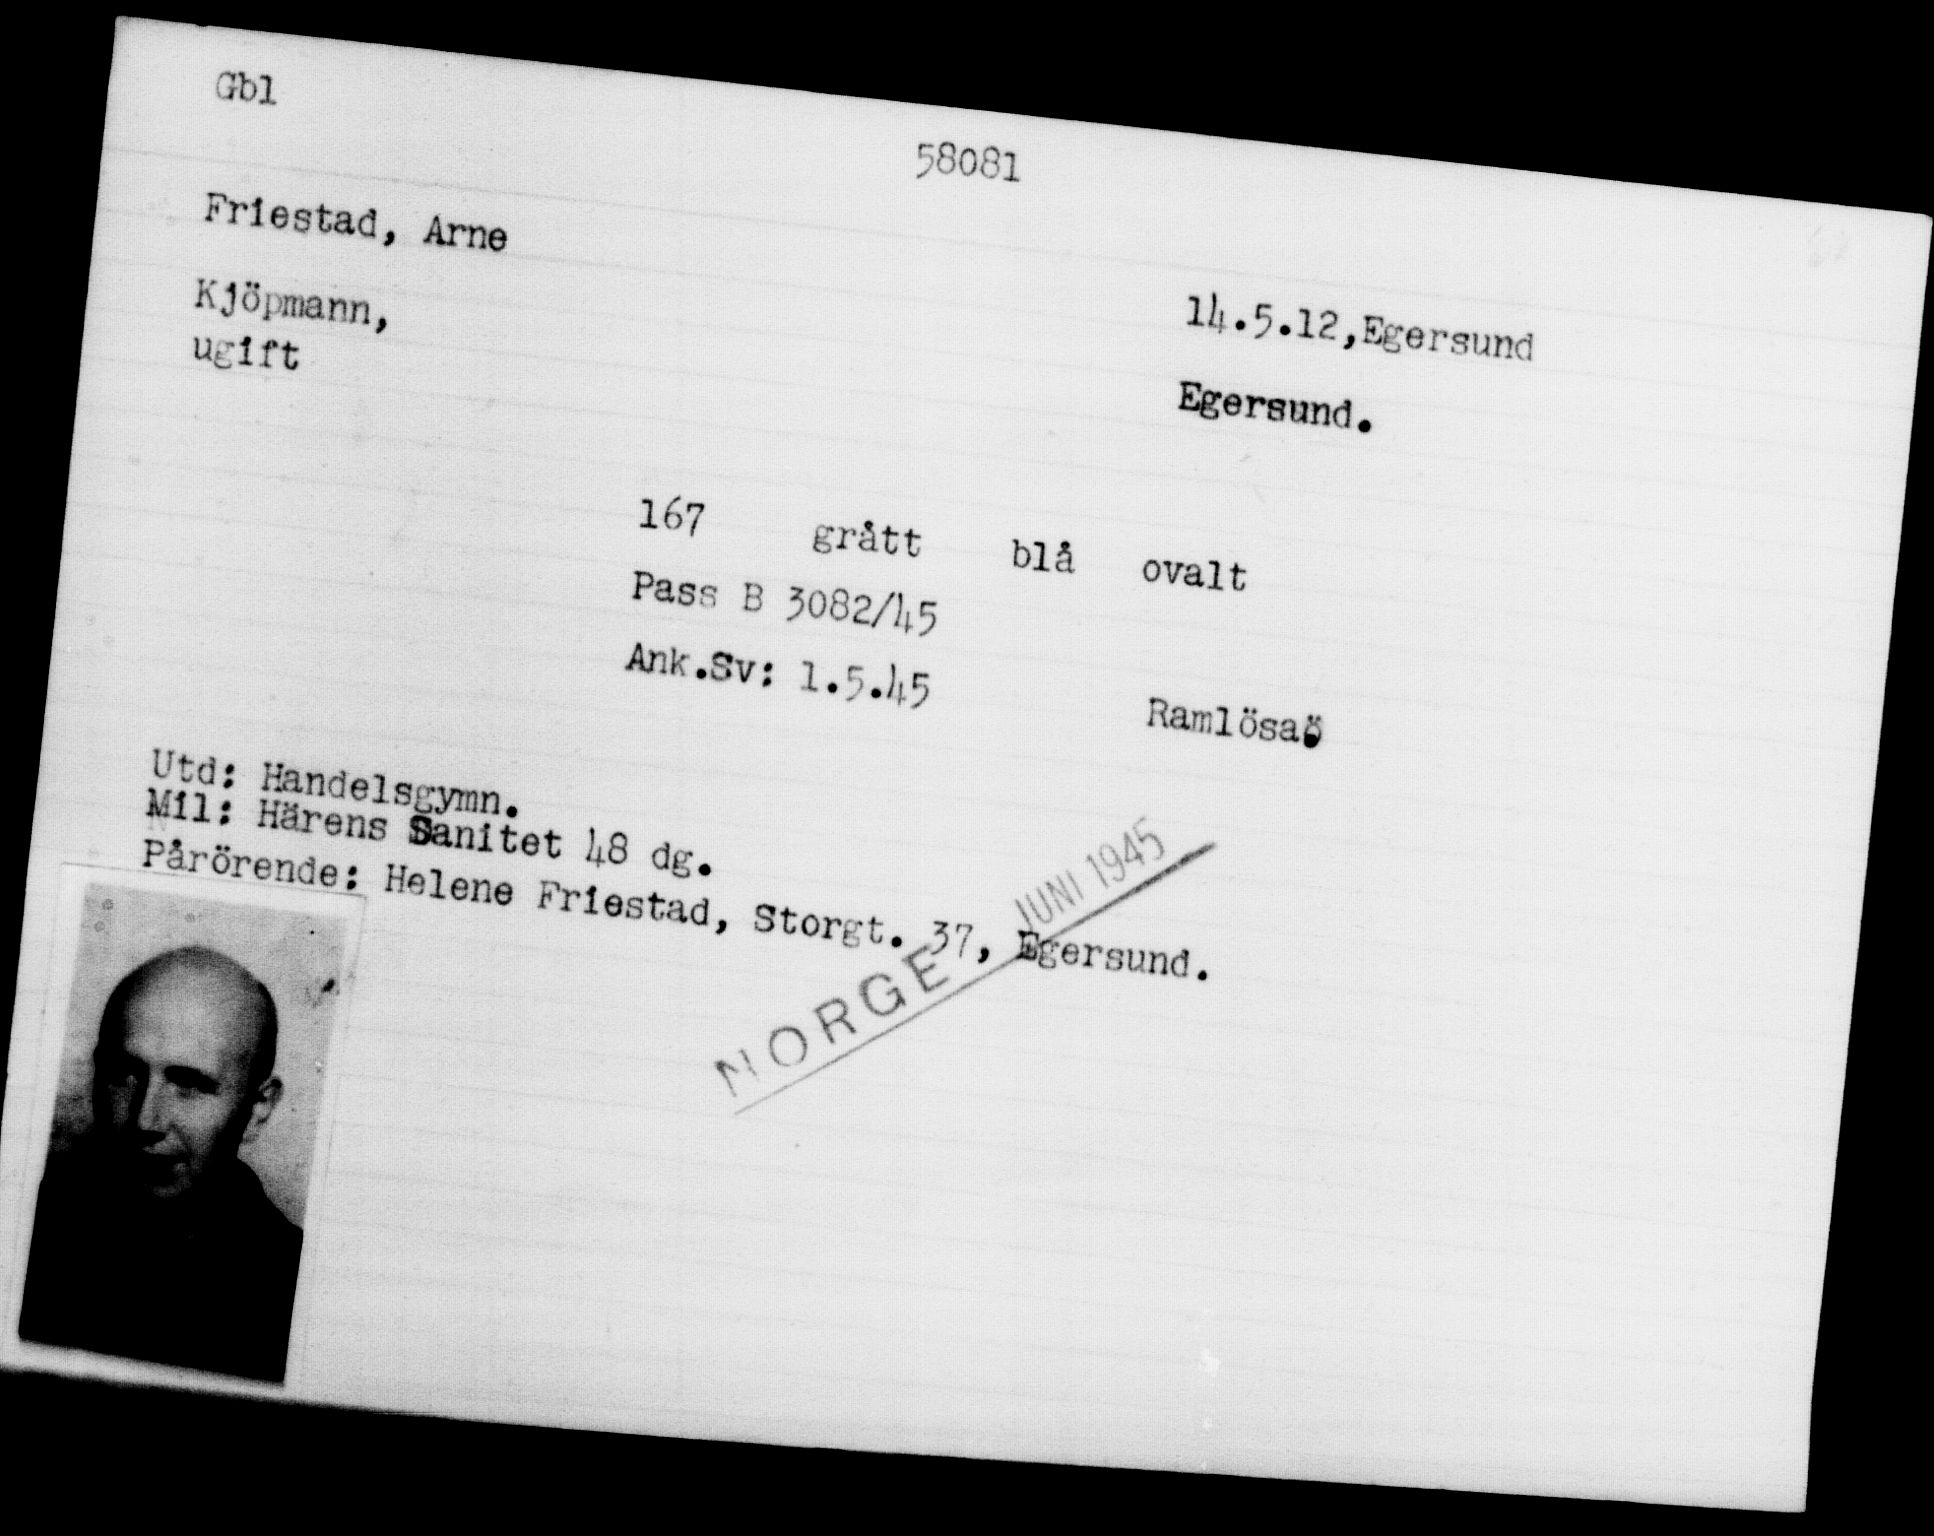 Gbl
58081
Friestad, Arne
Kjöpmann,
14.5.12,Egersund
ugift
Egersund.
167 grått blå ovalt
Pass B 3082/45
Ank.Sv: 1.5.45 Ramlösa
Utd: Handelsgymn.
Mil: Härens Sanitet 48 dg.
Pårörende: Helene Friestad, Storgt. 37, Egersund.
JUNI 1945
NORGE